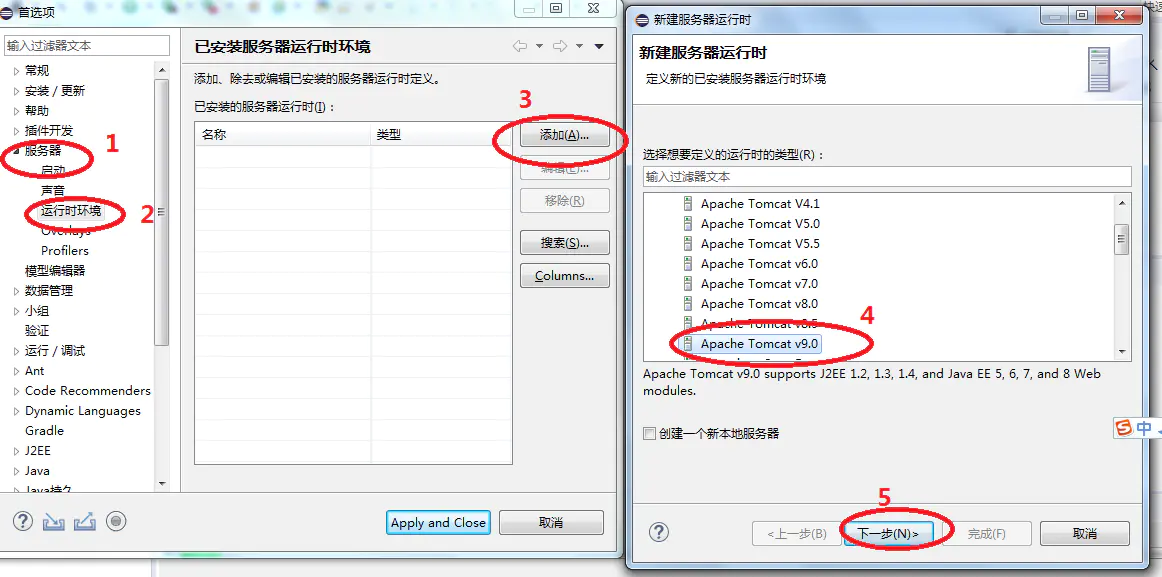 首选项
输入过滤器文本
常规
安装 / 更新
帮助
插件开发
服务器
1
启动
声音
运行时环境
2
Overlays
Profilers
模型编辑器
数据管理
小组
验证
运行 / 调试
Ant
Code Recommenders
Dynamic Languages
Gradle
J2EE
Java
Java持久
已安装服务器运行时环境
添加、除去或编辑已安装的服务器运行时定义。
已安装的服务器运行时(I)：
名称 类型
3
添加(A)...
编辑(E)...
移除(R)
搜索(S)...
Columns...
Apply and Close
取消
新建服务器运行时
新建服务器运行时
定义新的已安装服务器运行时环境
选择想要定义的运行时的类型(R)：
输入过滤器文本
Apache Tomcat V4.1
Apache Tomcat V5.0
Apache Tomcat V5.5
Apache Tomcat v6.0
Apache Tomcat v7.0
Apache Tomcat v8.0
Apache Tomcat v8.5
4
Apache Tomcat v9.0
Apache Tomcat v9.0 supports J2EE 1.2, 1.3, 1.4, and Java EE 5, 6, 7, and 8 Web
modules.
创建一个新本地服务器
中
5
<上一步(B)
下一步(N)>
完成(F)
取消